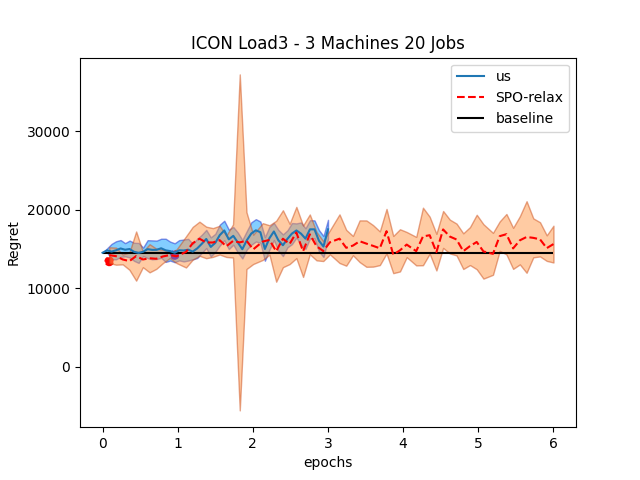 ICON Load3 - 3 Machines 20 Jobs
us
SPO-relax
baseline
Regret
30000
20000
10000
0
0 1 2 3 4 5 6
epochs